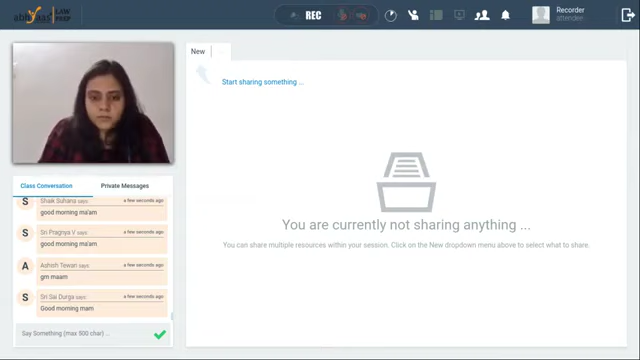 abhyaas LAW PREP
REC
Recorder
attendee
New
Start sharing something ...
You are currently not sharing anything ...
You can share multiple resources within your session. Click on the New dropdown menu above to select what to share.
Class Conversation
Private Messages
S
Shaik Suhana says:
a few seconds ago
good morning ma'am
S
Sri Pragnya V says:
a few seconds ago
good morning ma'am
A
Ashish Tewari says:
a few seconds ago
gm maam
S
Sri Sai Durga says:
a few seconds ago
Good morning mam
Say Something (max 500 char) ...